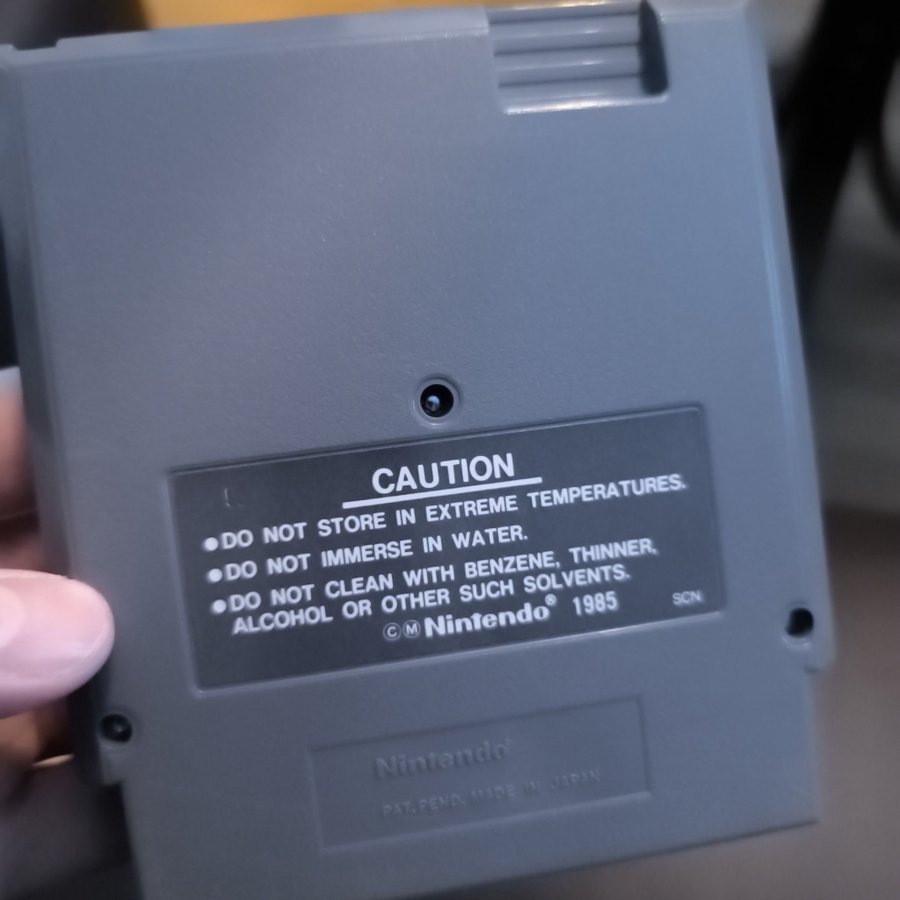 CAUTION
●DO NOT STORE IN EXTREME TEMPERATURES.
●DO NOT IMMERSE IN WATER.
●DO NOT CLEAN WITH BENZENE, THINNER,
ALCOHOL OR OTHER SUCH SOLVENTS.
ⒸⓂNintendo® 1985 SCN
Nintendo®
PAT. PEND. MADE IN JAPAN